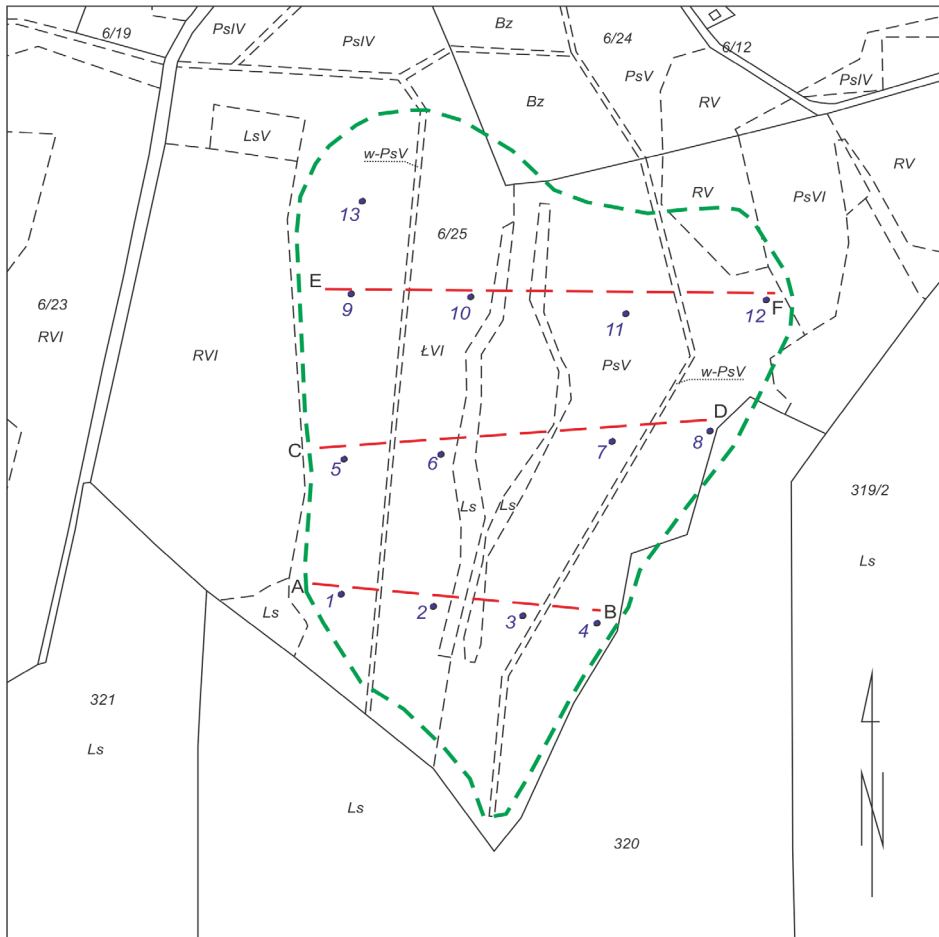 6/19
PsIV
PsIV
Bz
6/24
6/12
PsV
PsIV
Bz
RV
LsV
w-PsV
RV
RV
PsVI
13
6/25
E
9
10
11
12
F
6/23
RVI
RVI
ŁVI
PsV
w-PsV
C
D
5
6
7
8
319/2
Ls
Ls
Ls
A
B
1
2
3
4
Ls
321
Ls
Ls
320
N